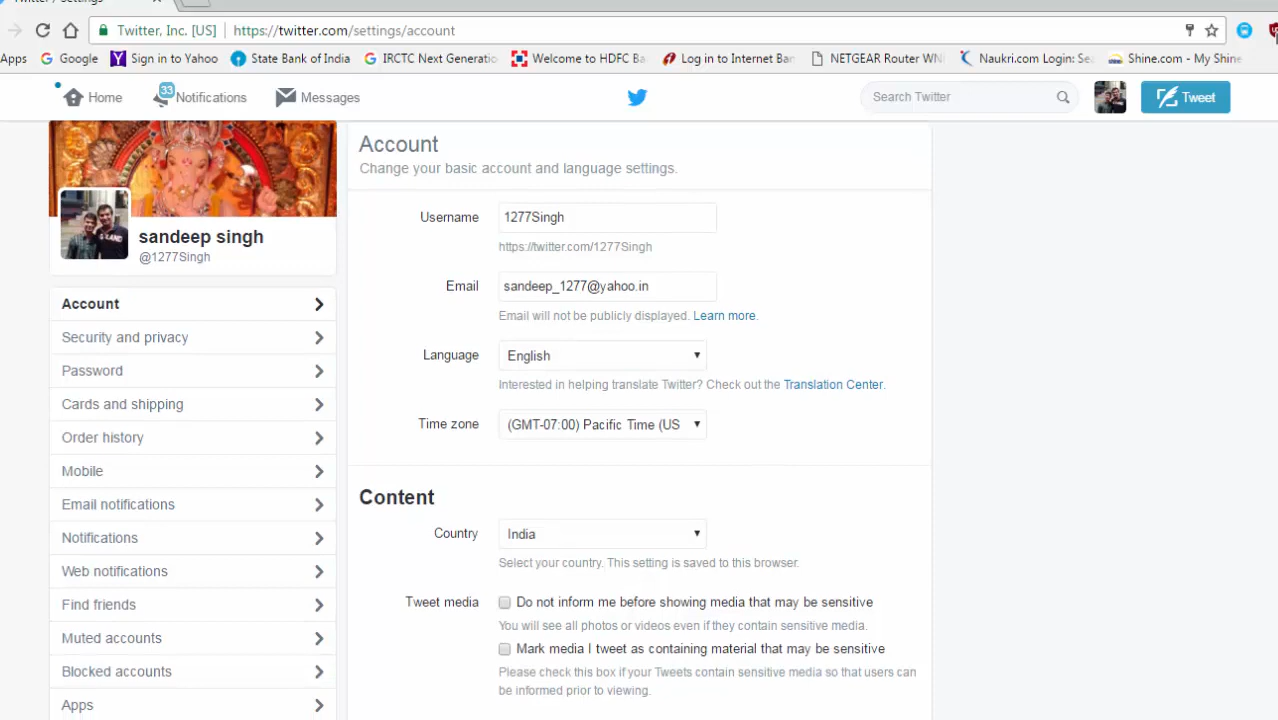 Twitter / Settings
Twitter, Inc. [US] https://twitter.com/settings/account
Apps Google Sign in to Yahoo State Bank of India IRCTC Next Generatio Welcome to HDFC Ba Log in to Internet Ban NETGEAR Router WN Naukri.com Login: Sea Shine.com - My Shine
Home 33 Notifications Messages Search Twitter Tweet
sandeep singh
@1277Singh
Account
Security and privacy
Password
Cards and shipping
Order history
Mobile
Email notifications
Notifications
Web notifications
Find friends
Muted accounts
Blocked accounts
Apps
Account
Change your basic account and language settings.
Username 1277Singh
https://twitter.com/1277Singh
Email sandeep_1277@yahoo.in
Email will not be publicly displayed. Learn more.
Language English
Interested in helping translate Twitter? Check out the Translation Center.
Time zone (GMT-07:00) Pacific Time (US
Content
Country India
Select your country. This setting is saved to this browser.
Tweet media Do not inform me before showing media that may be sensitive
You will see all photos or videos even if they contain sensitive media.
Mark media I tweet as containing material that may be sensitive
Please check this box if your Tweets contain sensitive media so that users can
be informed prior to viewing.